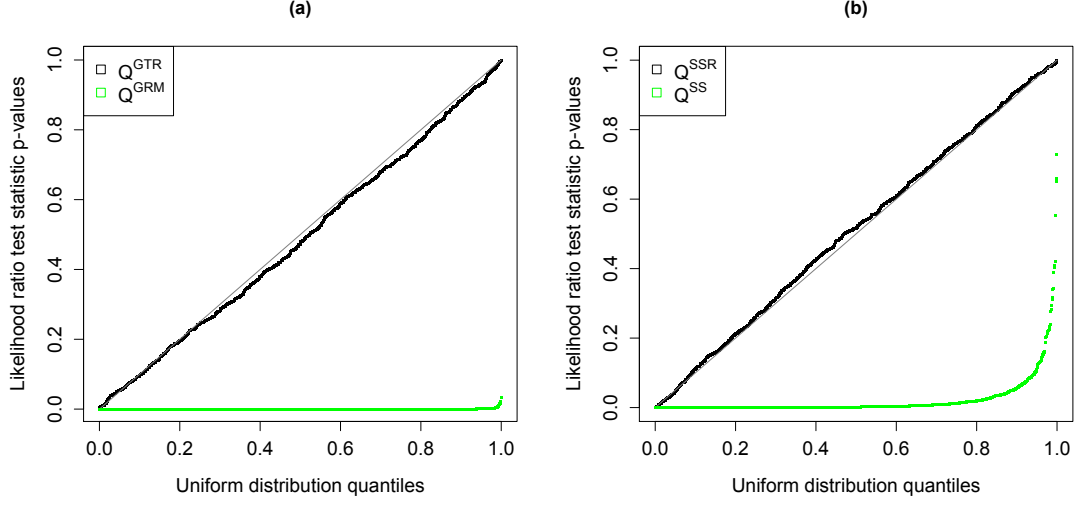 (a)
Q^GTR
Q^GRM
Likelihood ratio test statistic p-values
1.0
0.8
0.6
0.4
0.2
0.0
0.0 0.2 0.4 0.6 0.8 1.0
Uniform distribution quantiles
(b)
Q^SSR
Q^SS
Likelihood ratio test statistic p-values
1.0
0.8
0.6
0.4
0.2
0.0
0.0 0.2 0.4 0.6 0.8 1.0
Uniform distribution quantiles